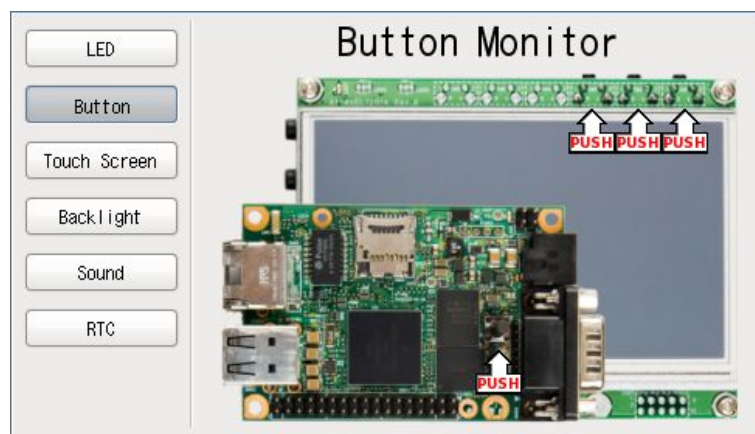 LED
Button
Touch Screen
Backlight
Sound
RTC
Button Monitor
PUSH PUSH PUSH
PUSH